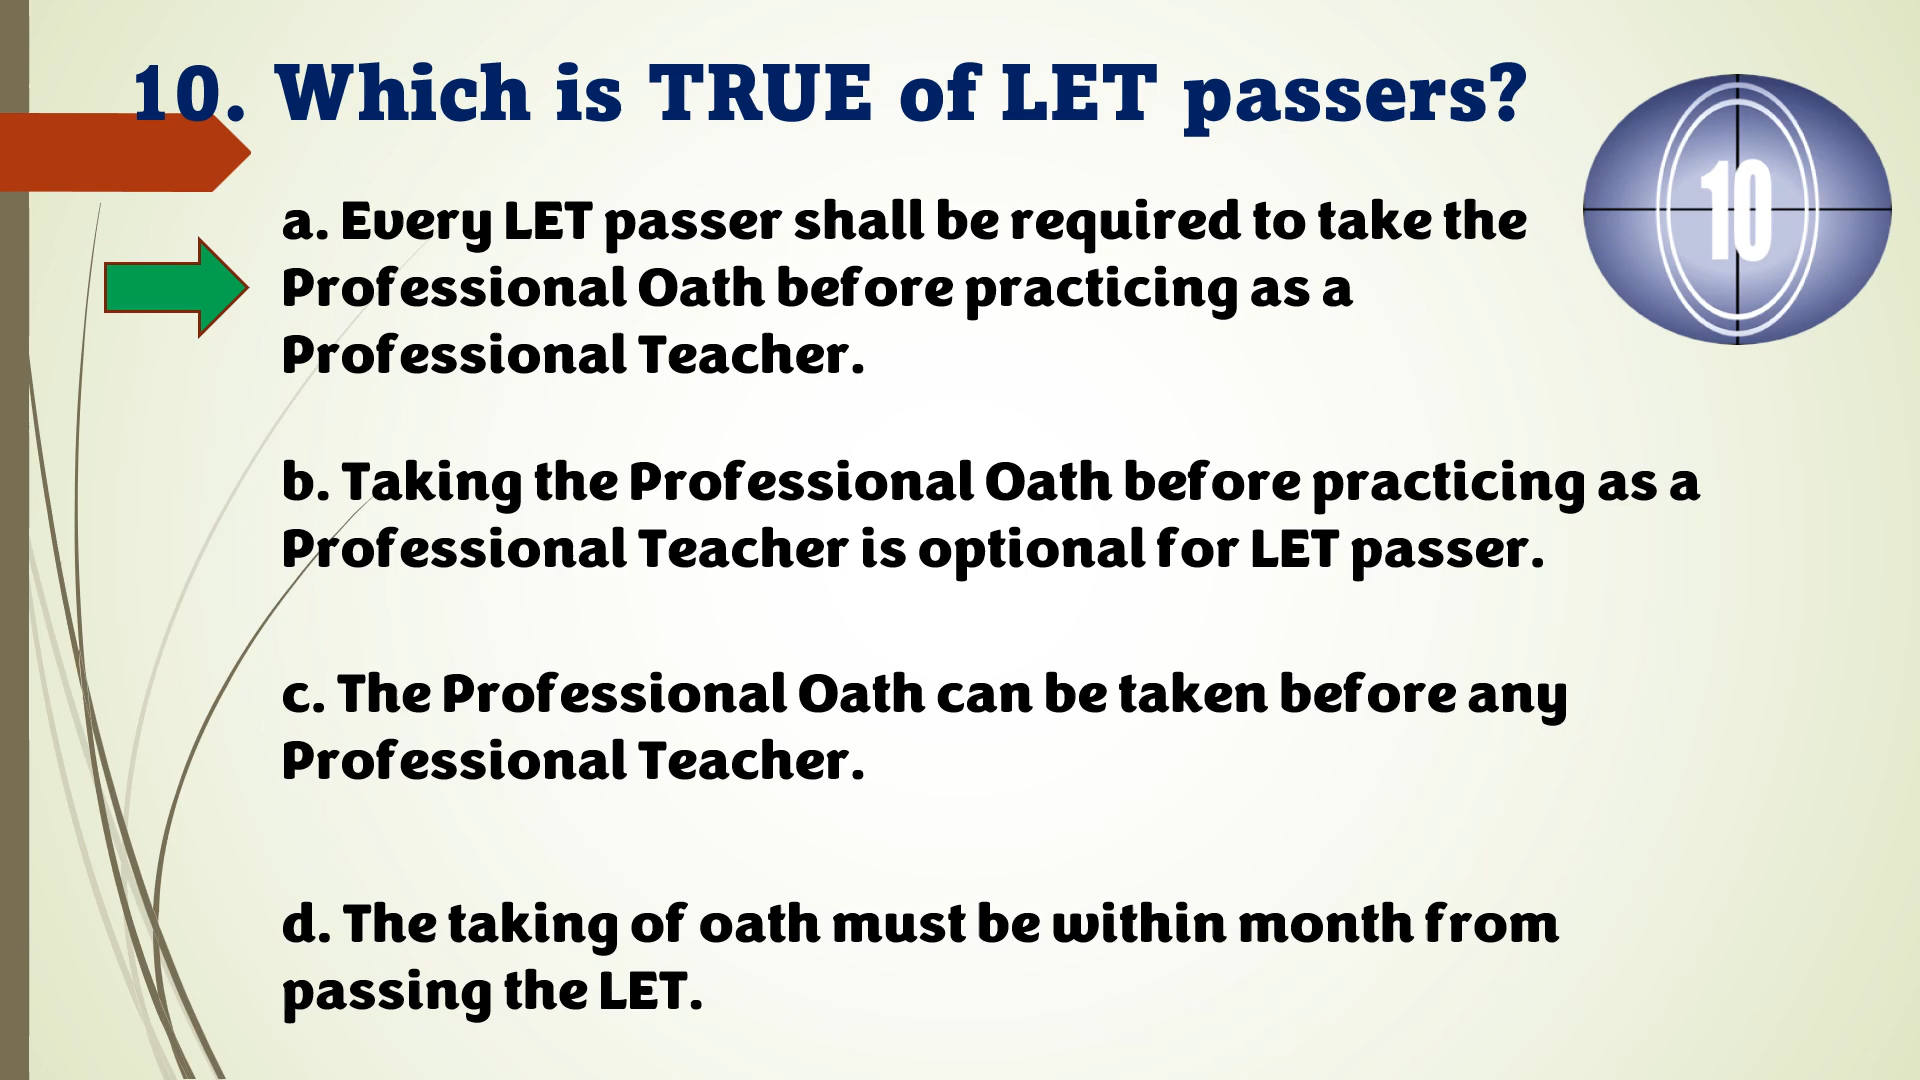 10. Which is TRUE of LET passers?
10
a. Every LET passer shall be required to take the
Professional Oath before practicing as a
Professional Teacher.
b. Taking the Professional Oath before practicing as a
Professional Teacher is optional for LET passer.
c. The Professional Oath can be taken before any
Professional Teacher.
d. The taking of oath must be within month from
passing the LET.